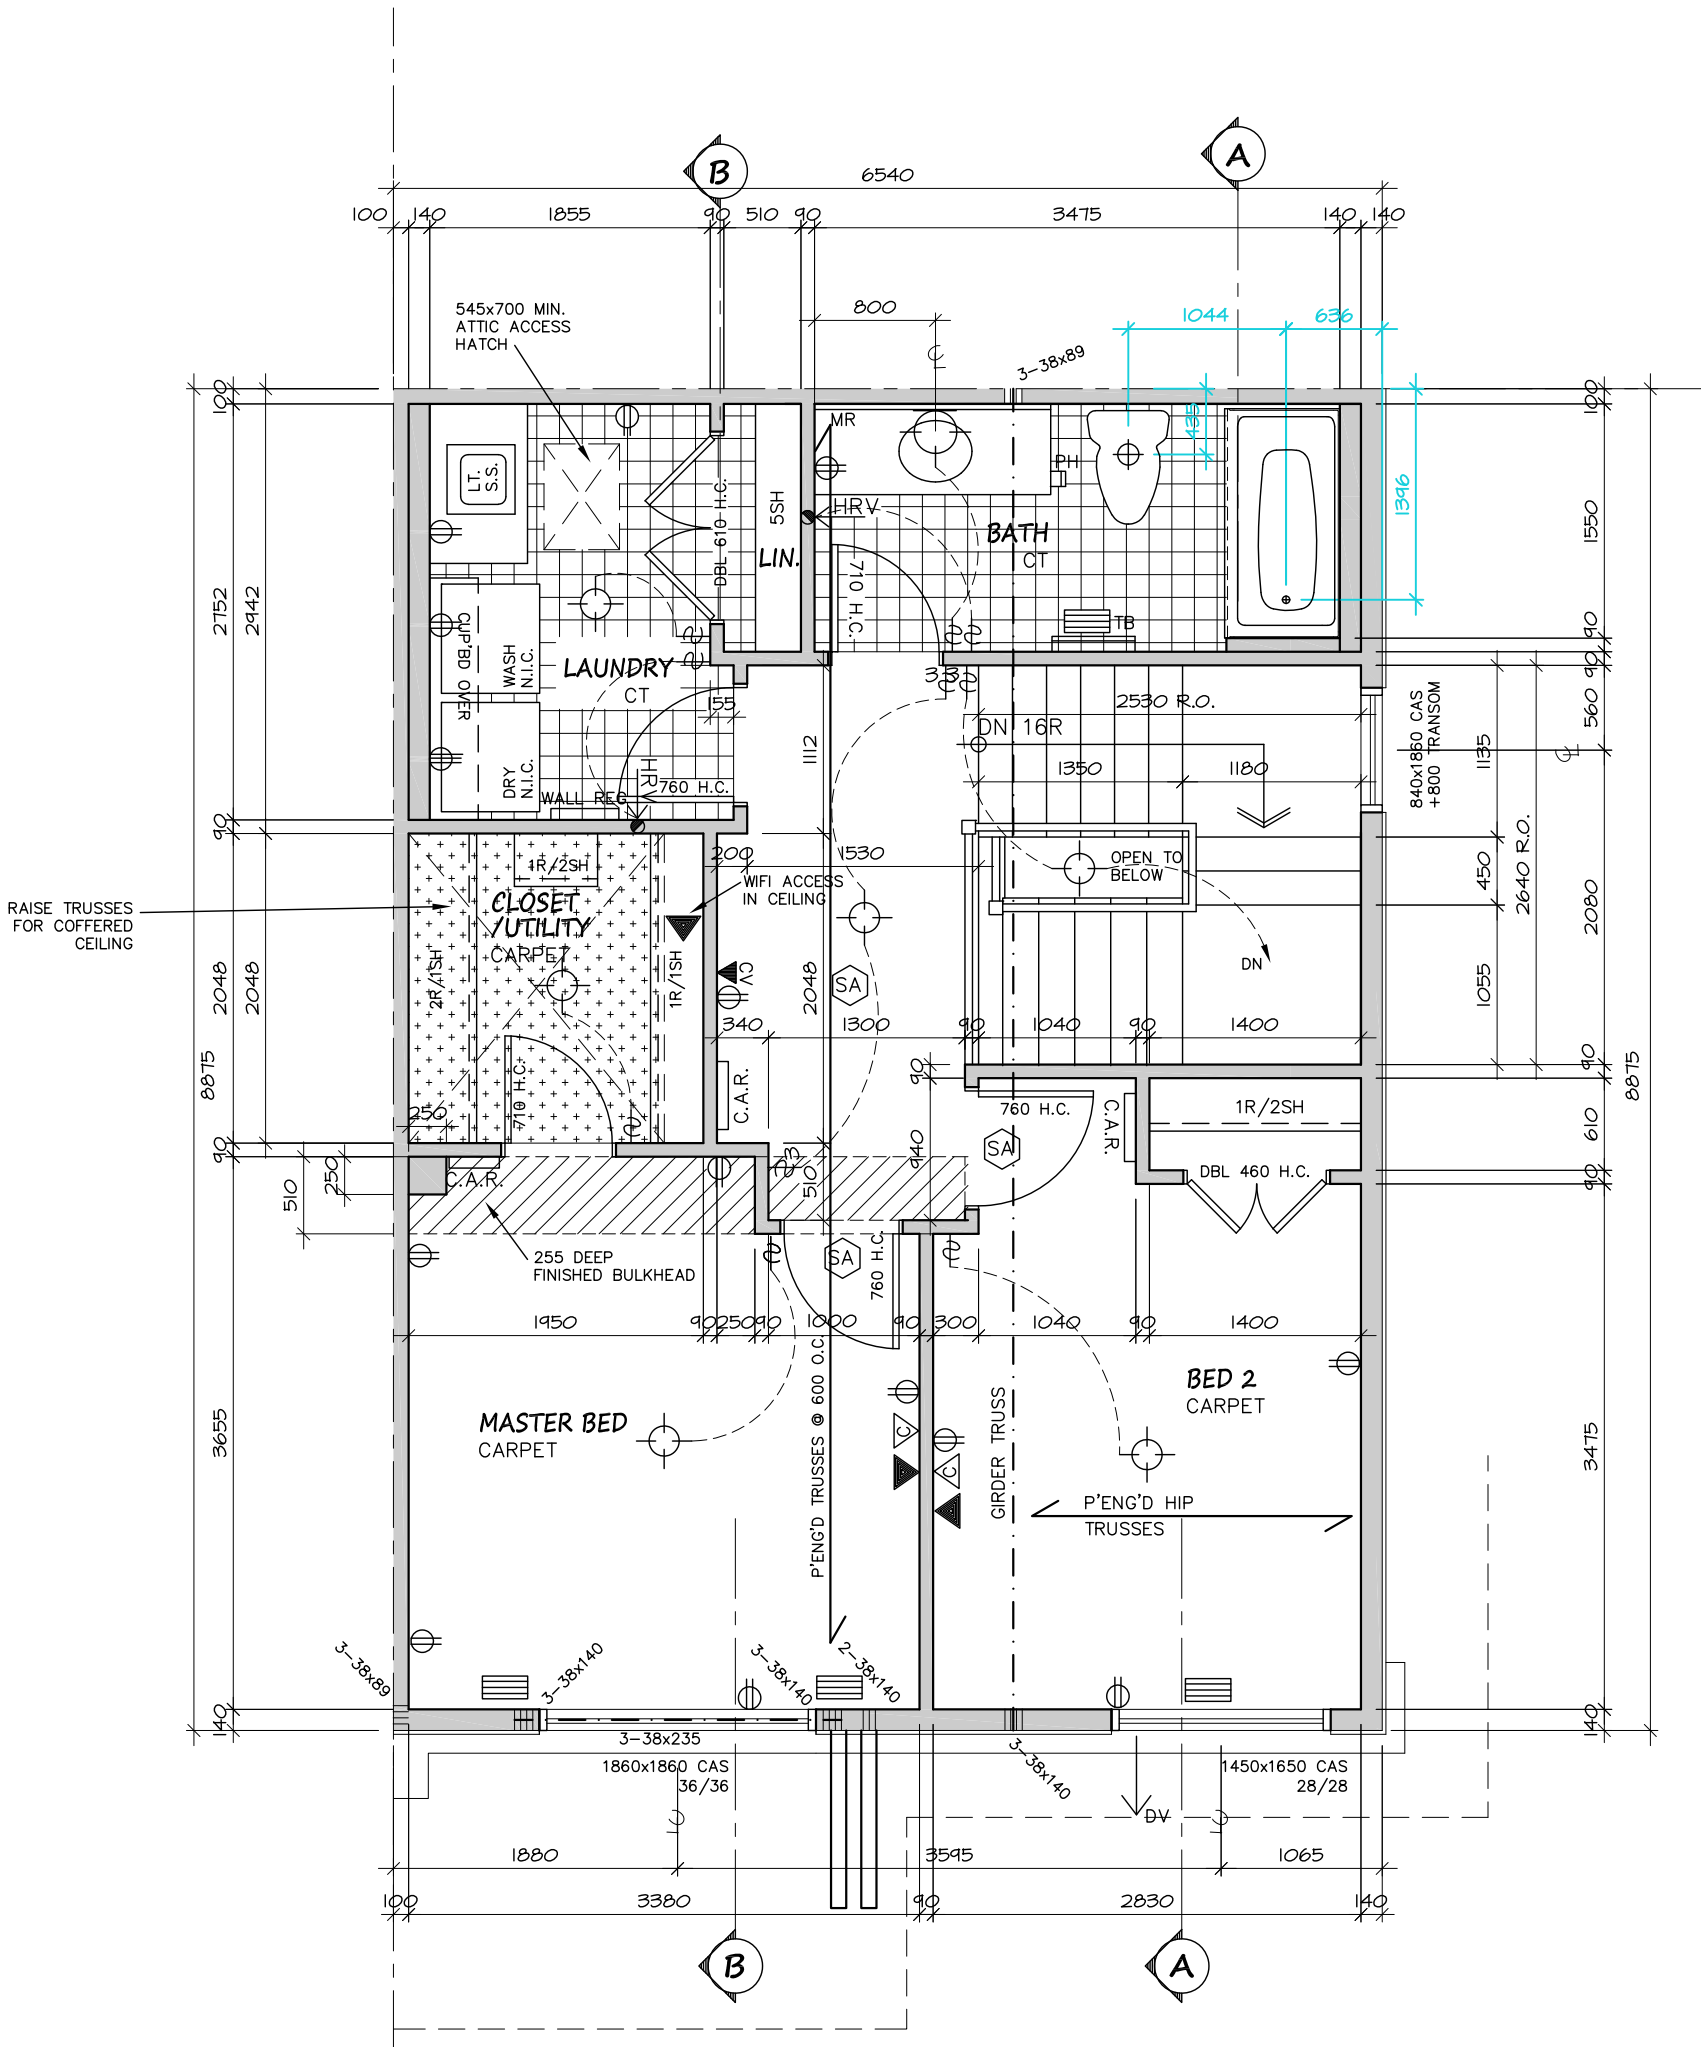 B
A
6540
100
140
1855
90
510
90
3475
140
140
545x700 MIN.
ATTIC ACCESS
HATCH
800
1044
636
3-38x89
100
100
MR
435
PH
LT.
S.S.
1396
DBL 610 H.C.
5SH
LIN.
HRV
BATH
CT
710 H.C.
1550
2752
2942
CUP'BD OVER
WASH
N.I.C.
TB
90
90
LAUNDRY
CT
155
33
2530 R.O.
560
DN 16R
1112
1135
840x1860 CAS
+800 TRANSOM
DRY
N.I.C.
HRV
760 H.C.
WALL REG
1350
1180
90
200
1530
1R/2SH
WIFI ACCESS
IN CEILING
OPEN TO
BELOW
450
2640 R.O.
2080
RAISE TRUSSES
FOR COFFERED
CEILING
CLOSET
/UTILITY
CARPET
2R/1SH
1R/1SH
CV
DN
SA
2048
2048
2048
1055
340
1300
90
1040
90
1400
8875
8875
90
90
250
710 H.C.
C.A.R.
760 H.C.
C.A.R.
1R/2SH
610
SA
940
90
250
510
C.A.R.
23
510
DBL 460 H.C.
90
255 DEEP
FINISHED BULKHEAD
SA
760 H.C.
1950
90
250
90
1000
90
300
1040
90
1400
P'ENG'D TRUSSES @ 600 O.C.
GIRDER TRUSS
BED 2
CARPET
MASTER BED
CARPET
C
C
3655
3475
P'ENG'D HIP
TRUSSES
3-38x89
3-38x140
3-38x140
2-38x140
140
140
3-38x235
1860x1860 CAS
36/36
3-38x140
1450x1650 CAS
28/28
DV
1880
3595
1065
100
3380
90
2830
140
B
A